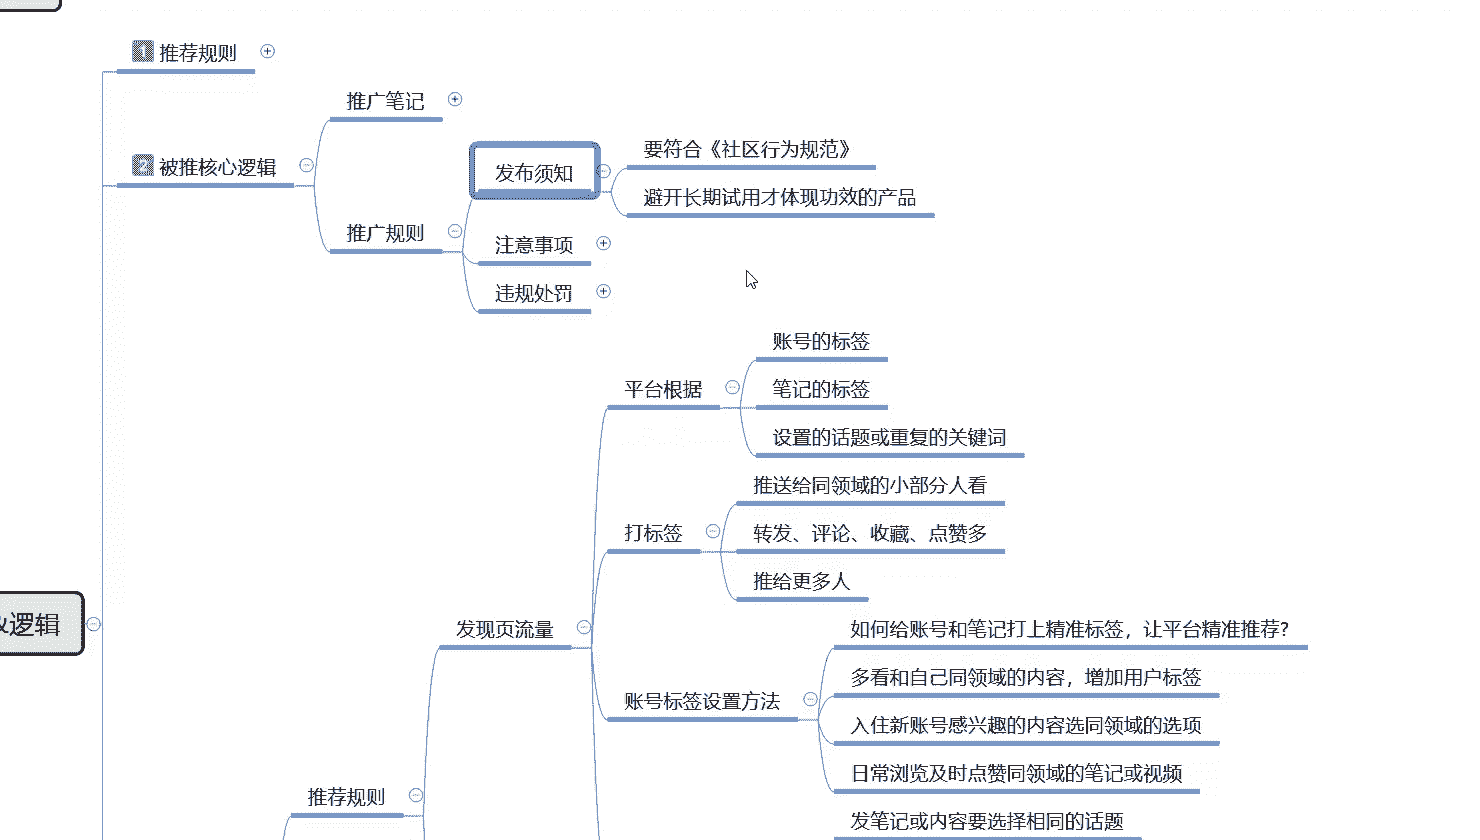 1 推荐规则
推广笔记
2 被推核心逻辑
发布须知
要符合《社区行为规范》
避开长期试用才体现功效的产品
推广规则
注意事项
违规处罚
平台根据
账号的标签
笔记的标签
设置的话题或重复的关键词
打标签
推送给同领域的小部分人看
转发、评论、收藏、点赞多
推给更多人
&逻辑
发现页流量
账号标签设置方法
如何给账号和笔记打上精准标签，让平台精准推荐？
多看和自己同领域的内容，增加用户标签
入住新账号感兴趣的内容选同领域的选项
日常浏览及时点赞同领域的笔记或视频
发笔记或内容要选择相同的话题
推荐规则